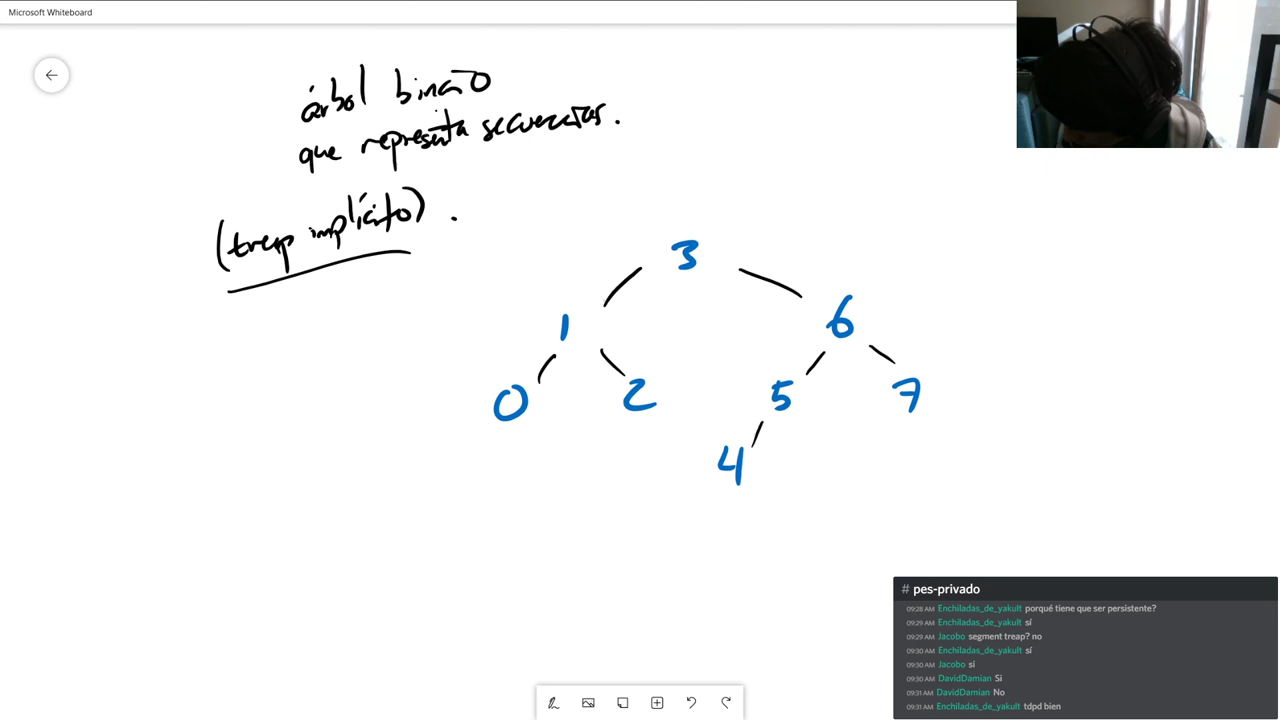 Microsoft Whiteboard
árbol binario
que representa secuencias.
(treap implícito).
3
1 6
0 2 5 7
4
# pes-privado
09:28 AM Enchiladas_de_yakult porqué tiene que ser persistente?
09:29 AM Enchiladas_de_yakult sí
09:29 AM Jacobo segment treap? no
09:30 AM Enchiladas_de_yakult sí
09:30 AM Jacobo si
09:30 AM DavidDamian Si
09:31 AM DavidDamian No
09:31 AM Enchiladas_de_yakult tdpd bien